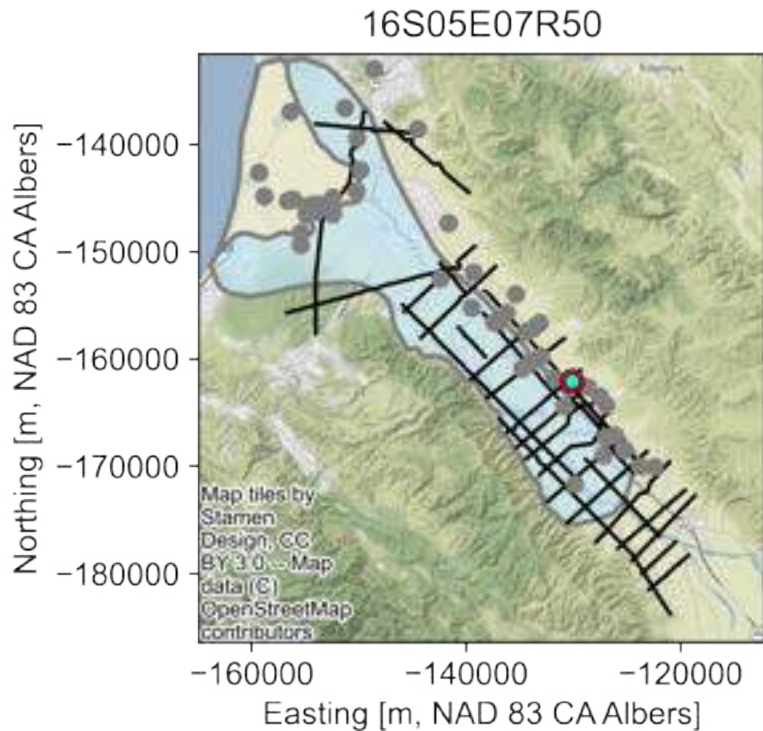 16S05E07R50
Northing [m, NAD 83 CA Albers]
−140000
−150000
−160000
−170000
−180000
Map tiles by
Stamen
Design, CC
BY 3.0 -- Map
data (C)
OpenStreetMap
contributors
−160000
−140000
−120000
Easting [m, NAD 83 CA Albers]